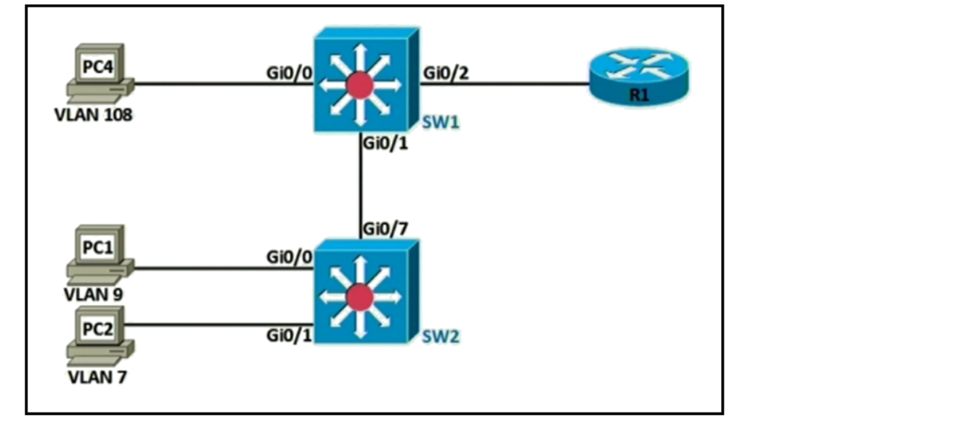 PC4
VLAN 108
Gi0/0
Gi0/2
SW1
R1
Gi0/1
Gi0/7
PC1
VLAN 9
Gi0/0
PC2
VLAN 7
Gi0/1
SW2